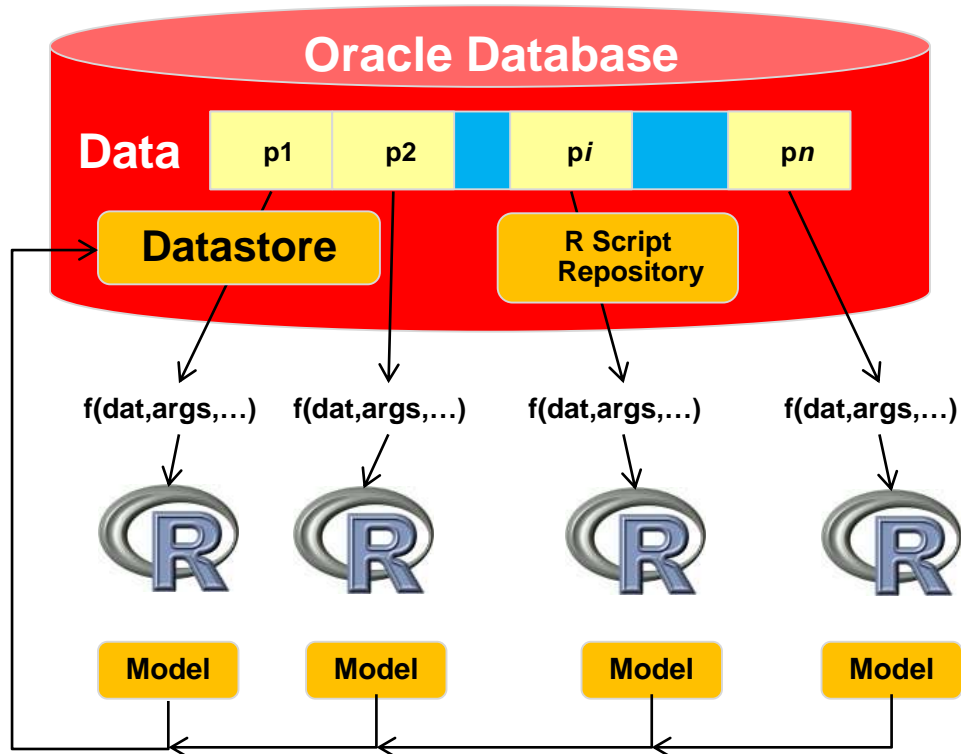 Oracle Database
Data
p1 p2 pi pn
Datastore
R Script
Repository
f(dat,args,…) f(dat,args,…) f(dat,args,…) f(dat,args,…)
R R R R
Model Model Model Model